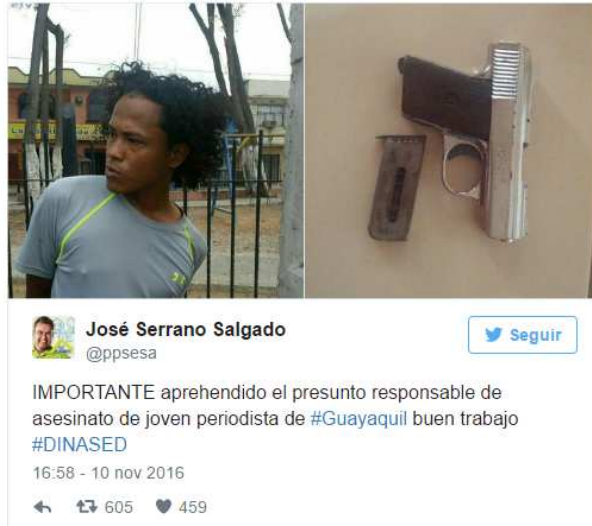 José Serrano Salgado
Seguir
@ppsesa
IMPORTANTE aprehendido el presunto responsable de
asesinato de joven periodista de #Guayaquil buen trabajo
#DINASED
16:58 - 10 nov 2016
605
459